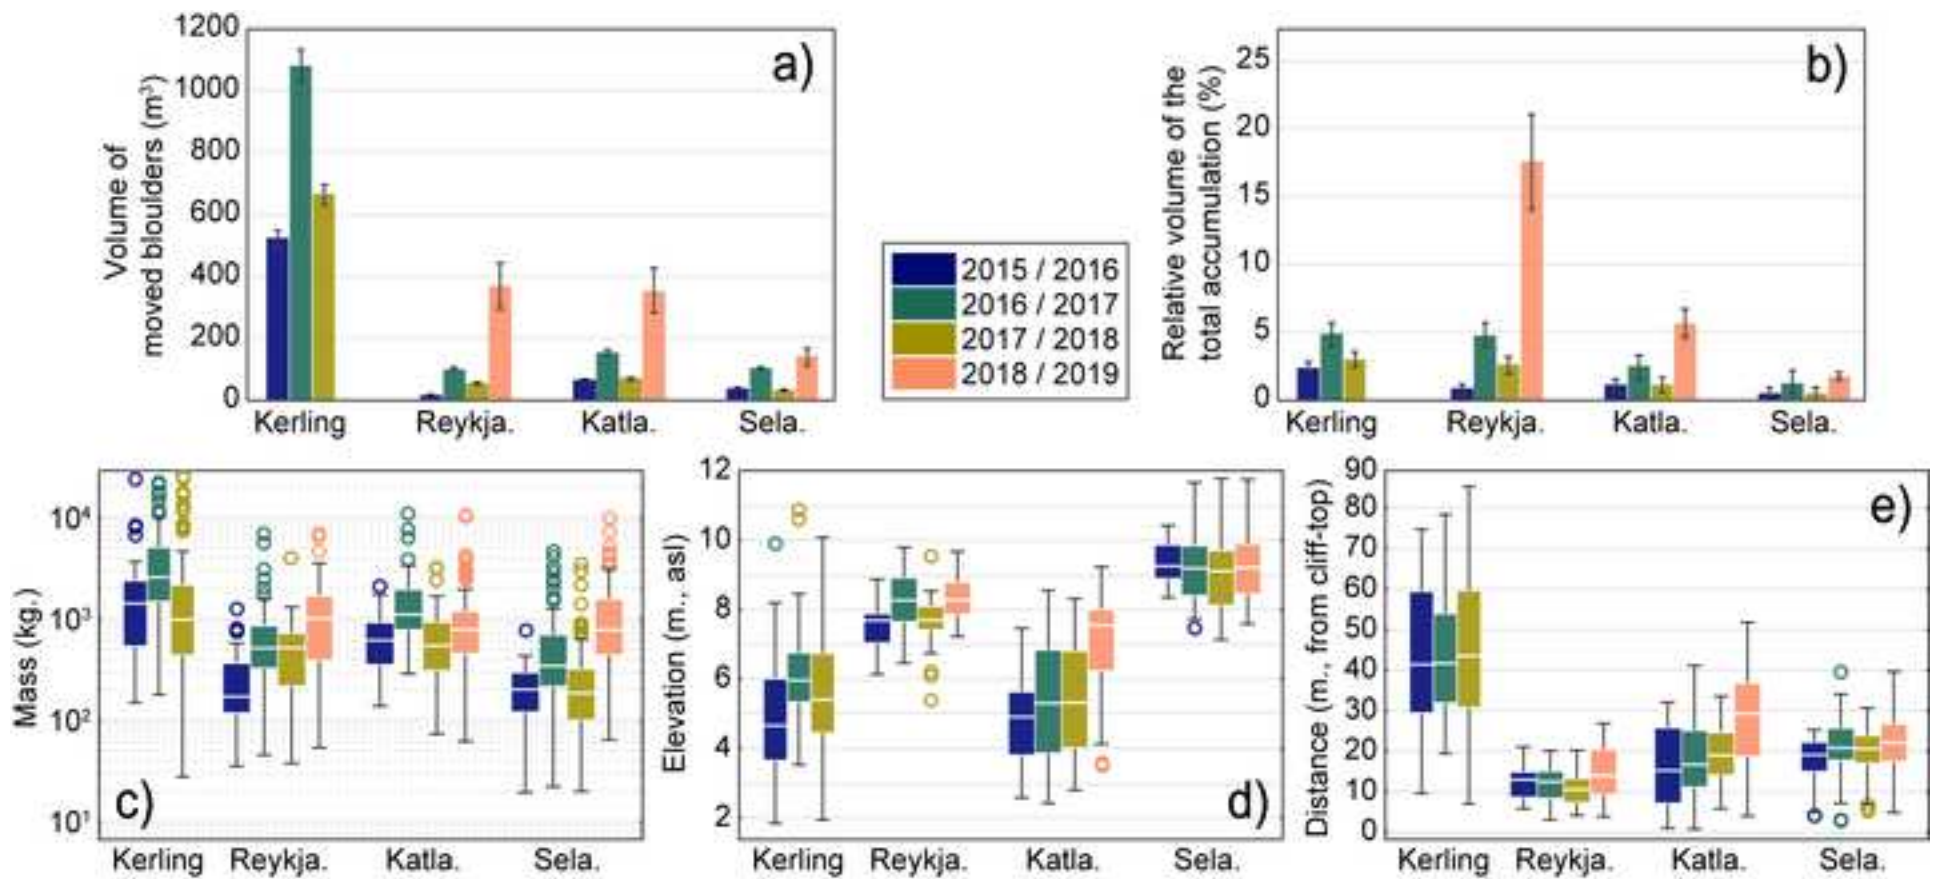 1200
1000
800
600
400
200
0
Volume of
moved bloulders (m³)
a)
Kerling Reykja. Katla. Sela.
2015 / 2016
2016 / 2017
2017 / 2018
2018 / 2019
25
20
15
10
5
0
Relative volume of the
total accumulation (%)
b)
Kerling Reykja. Katla. Sela.
10⁴
10³
10²
10¹
Mass (kg.)
c)
Kerling Reykja. Katla. Sela.
12
10
8
6
4
2
Elevation (m., asl)
d)
Kerling Reykja. Katla. Sela.
90
80
70
60
50
40
30
20
10
0
Distance (m., from cliff-top)
e)
Kerling Reykja. Katla. Sela.